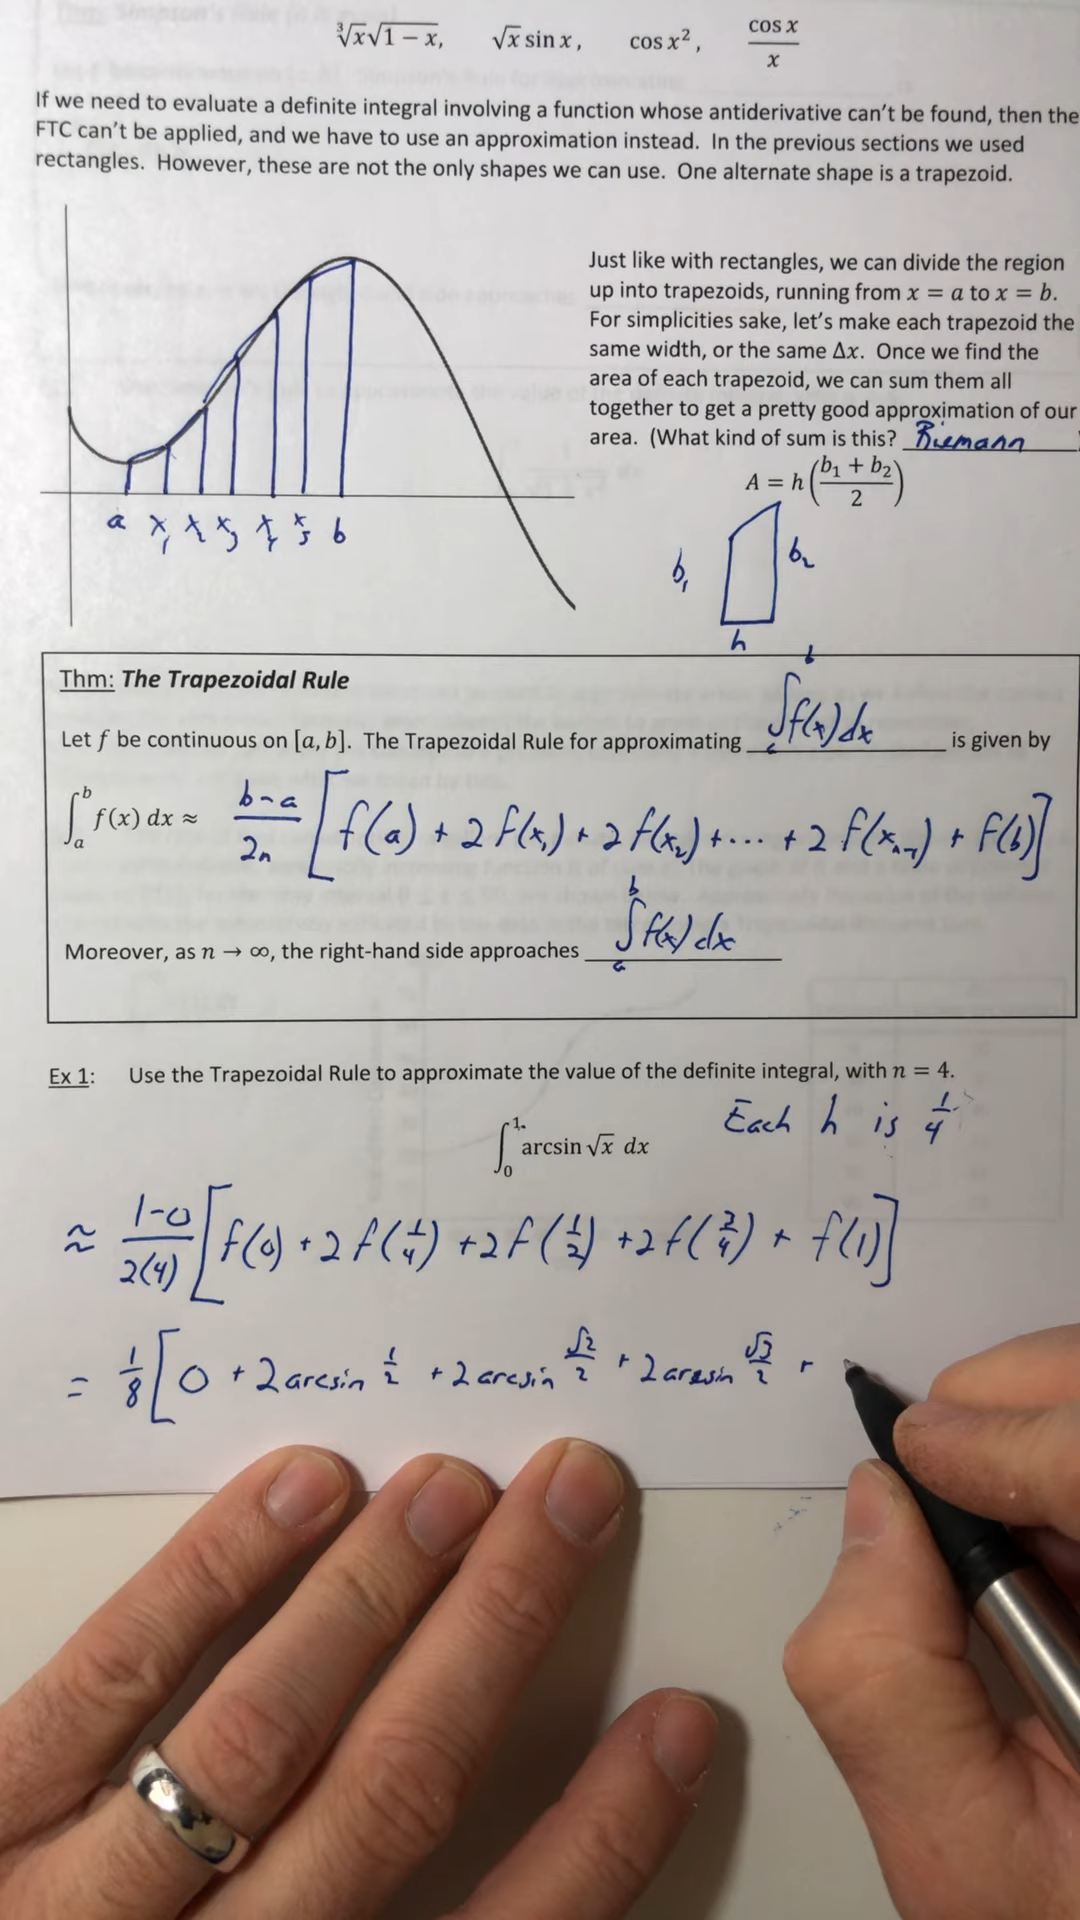 ∛x√1 − x, √x sin x, cos x², cos x / x
If we need to evaluate a definite integral involving a function whose antiderivative can't be found, then the
FTC can't be applied, and we have to use an approximation instead. In the previous sections we used
rectangles. However, these are not the only shapes we can use. One alternate shape is a trapezoid.
Just like with rectangles, we can divide the region
up into trapezoids, running from x = a to x = b.
For simplicities sake, let's make each trapezoid the
same width, or the same Δx. Once we find the
area of each trapezoid, we can sum them all
together to get a pretty good approximation of our
area. (What kind of sum is this? Riemann
A = h((b₁ + b₂)/2)
a x₁ x₂ x₃ x₄ x₅ b
b₁ b₂
h
Thm: The Trapezoidal Rule
Let f be continuous on [a, b]. The Trapezoidal Rule for approximating ∫ₐᵇ f(x) dx is given by
∫ₐᵇ f(x) dx ≈ (b-a)/2n [f(a) + 2f(x₁) + 2f(x₂) + ... + 2f(xₙ₋₁) + f(b)]
Moreover, as n → ∞, the right-hand side approaches ∫ₐᵇ f(x) dx
Ex 1: Use the Trapezoidal Rule to approximate the value of the definite integral, with n = 4.
Each h is 1/4
∫₀¹ arcsin √x dx
≈ (1-0)/2(4) [f(0) + 2f(1/4) + 2f(1/2) + 2f(3/4) + f(1)]
= 1/8 [0 + 2 arcsin 1/2 + 2 arcsin √2/2 + 2 arcsin √3/2 +